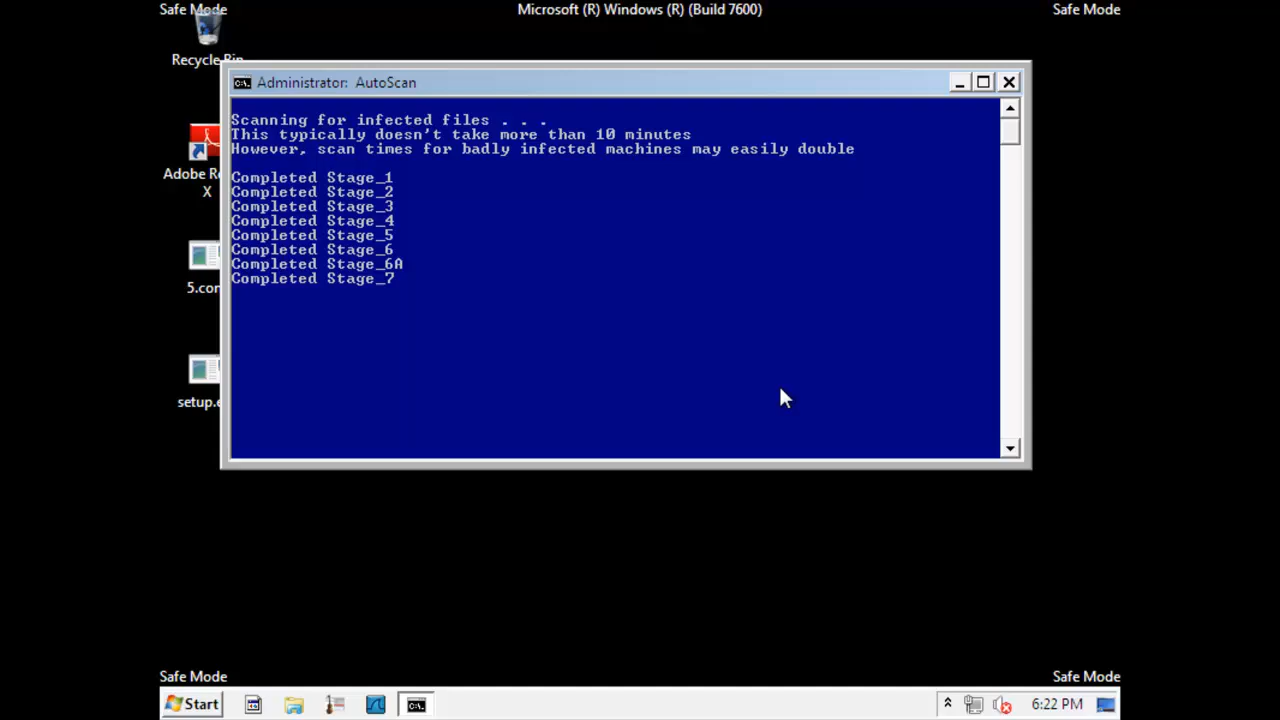 Safe Mode
Microsoft (R) Windows (R) (Build 7600)
Safe Mode
Recycle Bin
Administrator: AutoScan
Scanning for infected files . . .
This typically doesn't take more than 10 minutes
However, scan times for badly infected machines may easily double
Completed Stage_1
Completed Stage_2
Completed Stage_3
Completed Stage_4
Completed Stage_5
Completed Stage_6
Completed Stage_6A
Completed Stage_7
Adobe Re
X
5.con
setup.e
Safe Mode
Safe Mode
Start
6:22 PM